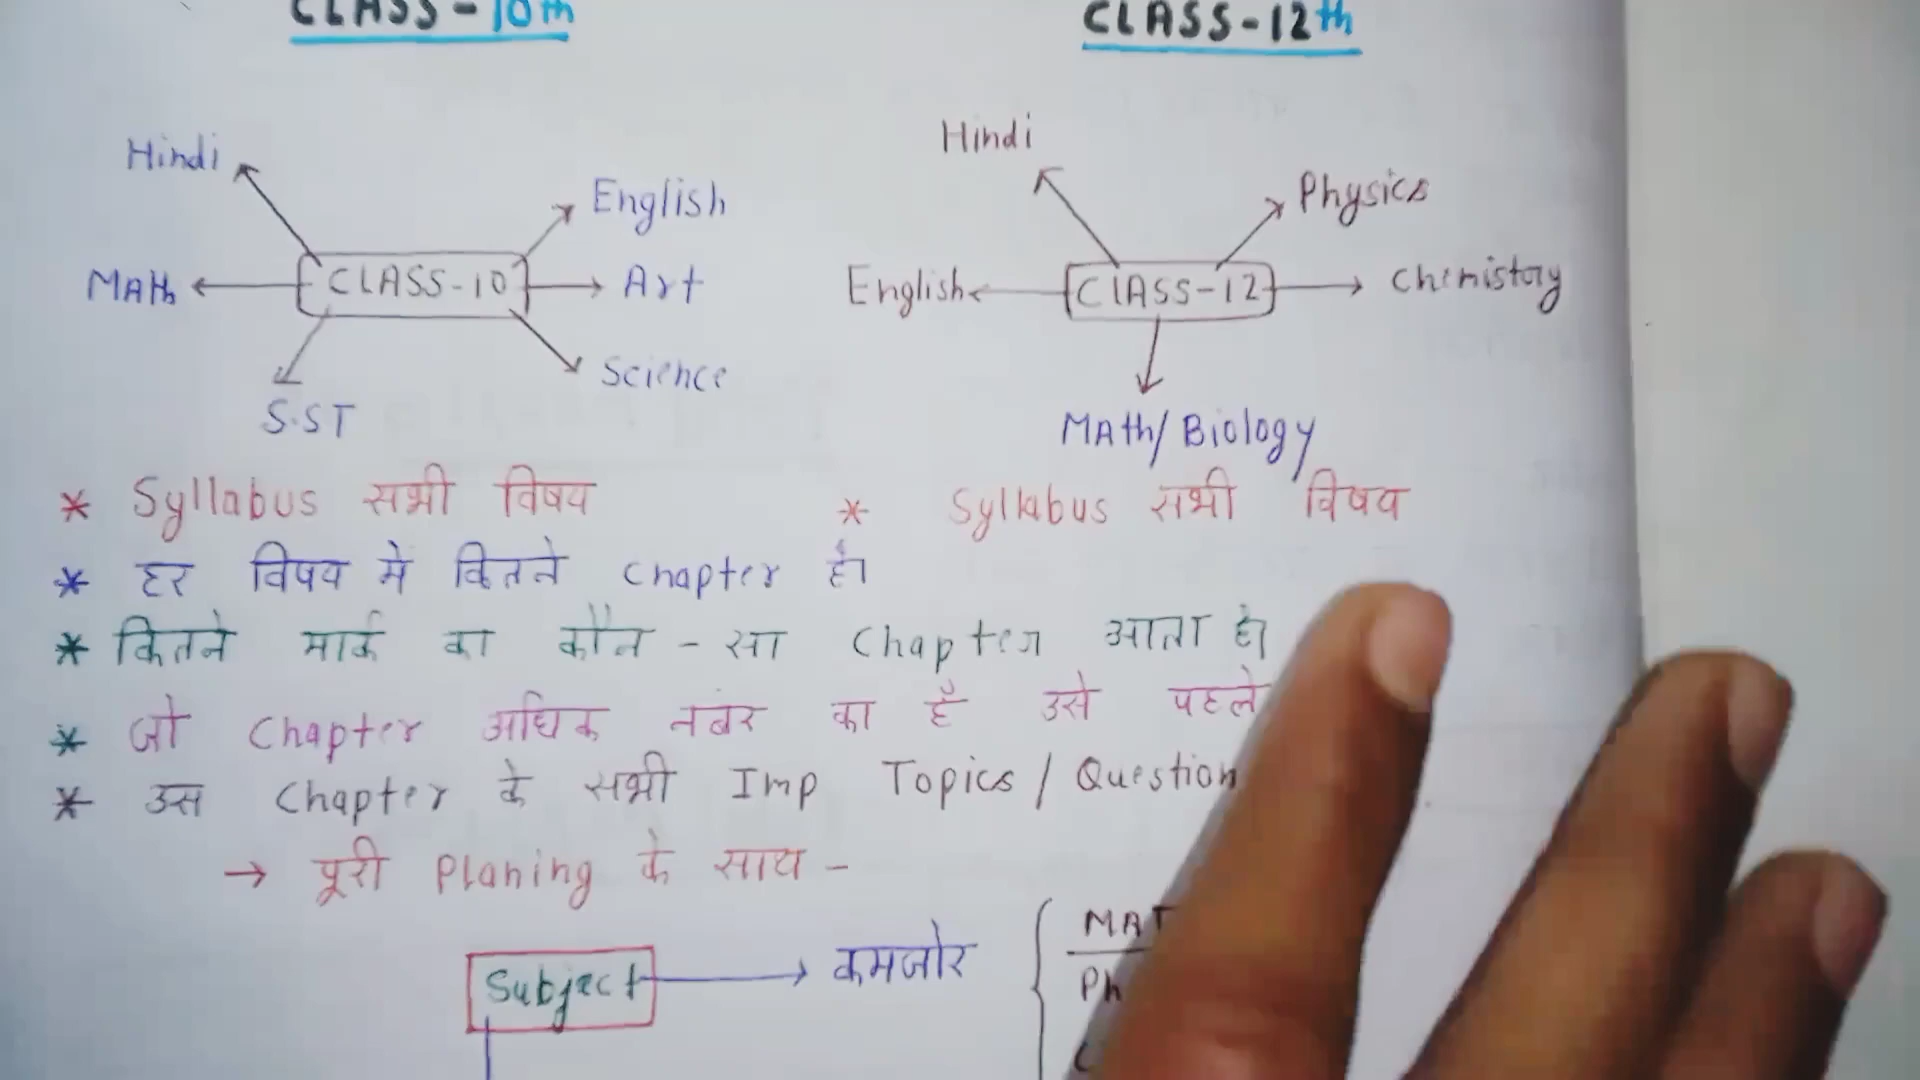 CLASS - 10th
CLASS - 12th
Hindi
English
MATh
CLASS-10
Art
Science
S.ST
Hindi
Physics
English
ClASS-12
Chemistory
MATh/ Biology
* Syllabus सभी विषय
* Syllabus सभी विषय
* हर विषय में कितने Chapter है।
* कितने मार्क का कौन - सा Chapter आता है।
* जो Chapter अधिक नंबर का है उसे पहले
* उस Chapter के सभी Imp Topics / Question
→ पूरी Planing के साथ -
Subject → कमजोर